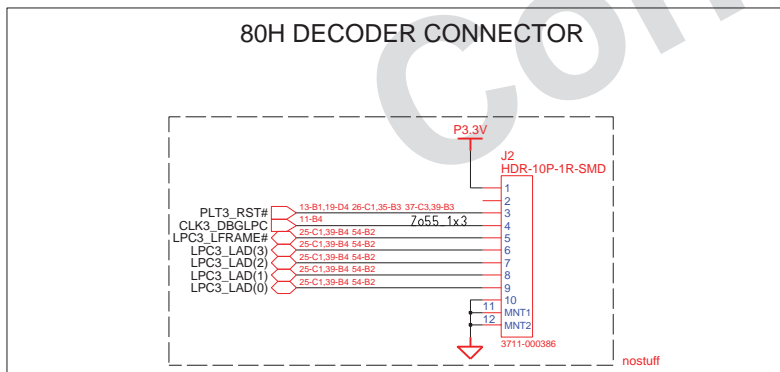 80H DECODER CONNECTOR
P3.3V
J2
HDR-10P-1R-SMD
1
2
PLT3_RST# 13-B1,19-D4 26-C1,35-B3 37-C3,39-B3 3
CLK3_DBGLPC 11-B4 7o55_1x3 4
LPC3_LFRAME# 25-C1,39-B4 54-B2 5
LPC3_LAD(3) 25-C1,39-B4 54-B2 6
LPC3_LAD(2) 25-C1,39-B4 54-B2 7
LPC3_LAD(1) 25-C1,39-B4 54-B2 8
LPC3_LAD(0) 25-C1,39-B4 54-B2 9
10
11 MNT1
12 MNT2
3711-000386
nostuff
Con